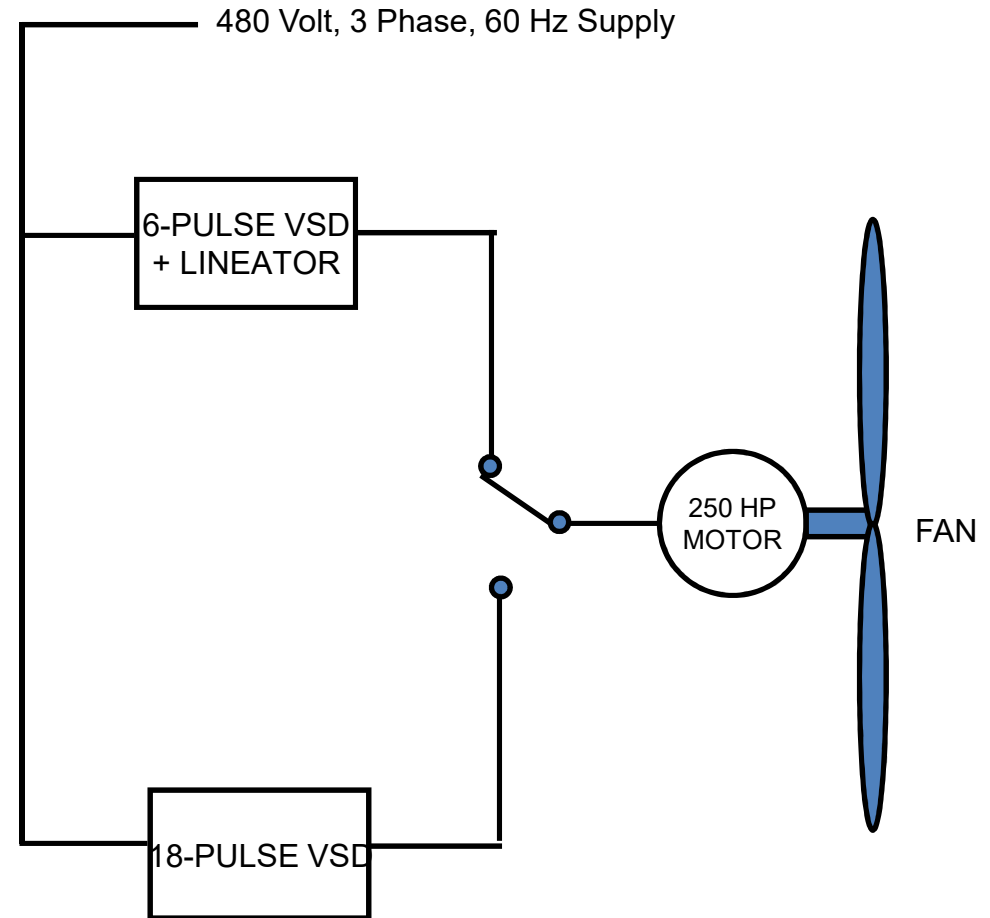 480 Volt, 3 Phase, 60 Hz Supply
6-PULSE VSD
+ LINEATOR
250 HP
MOTOR
FAN
18-PULSE VSD